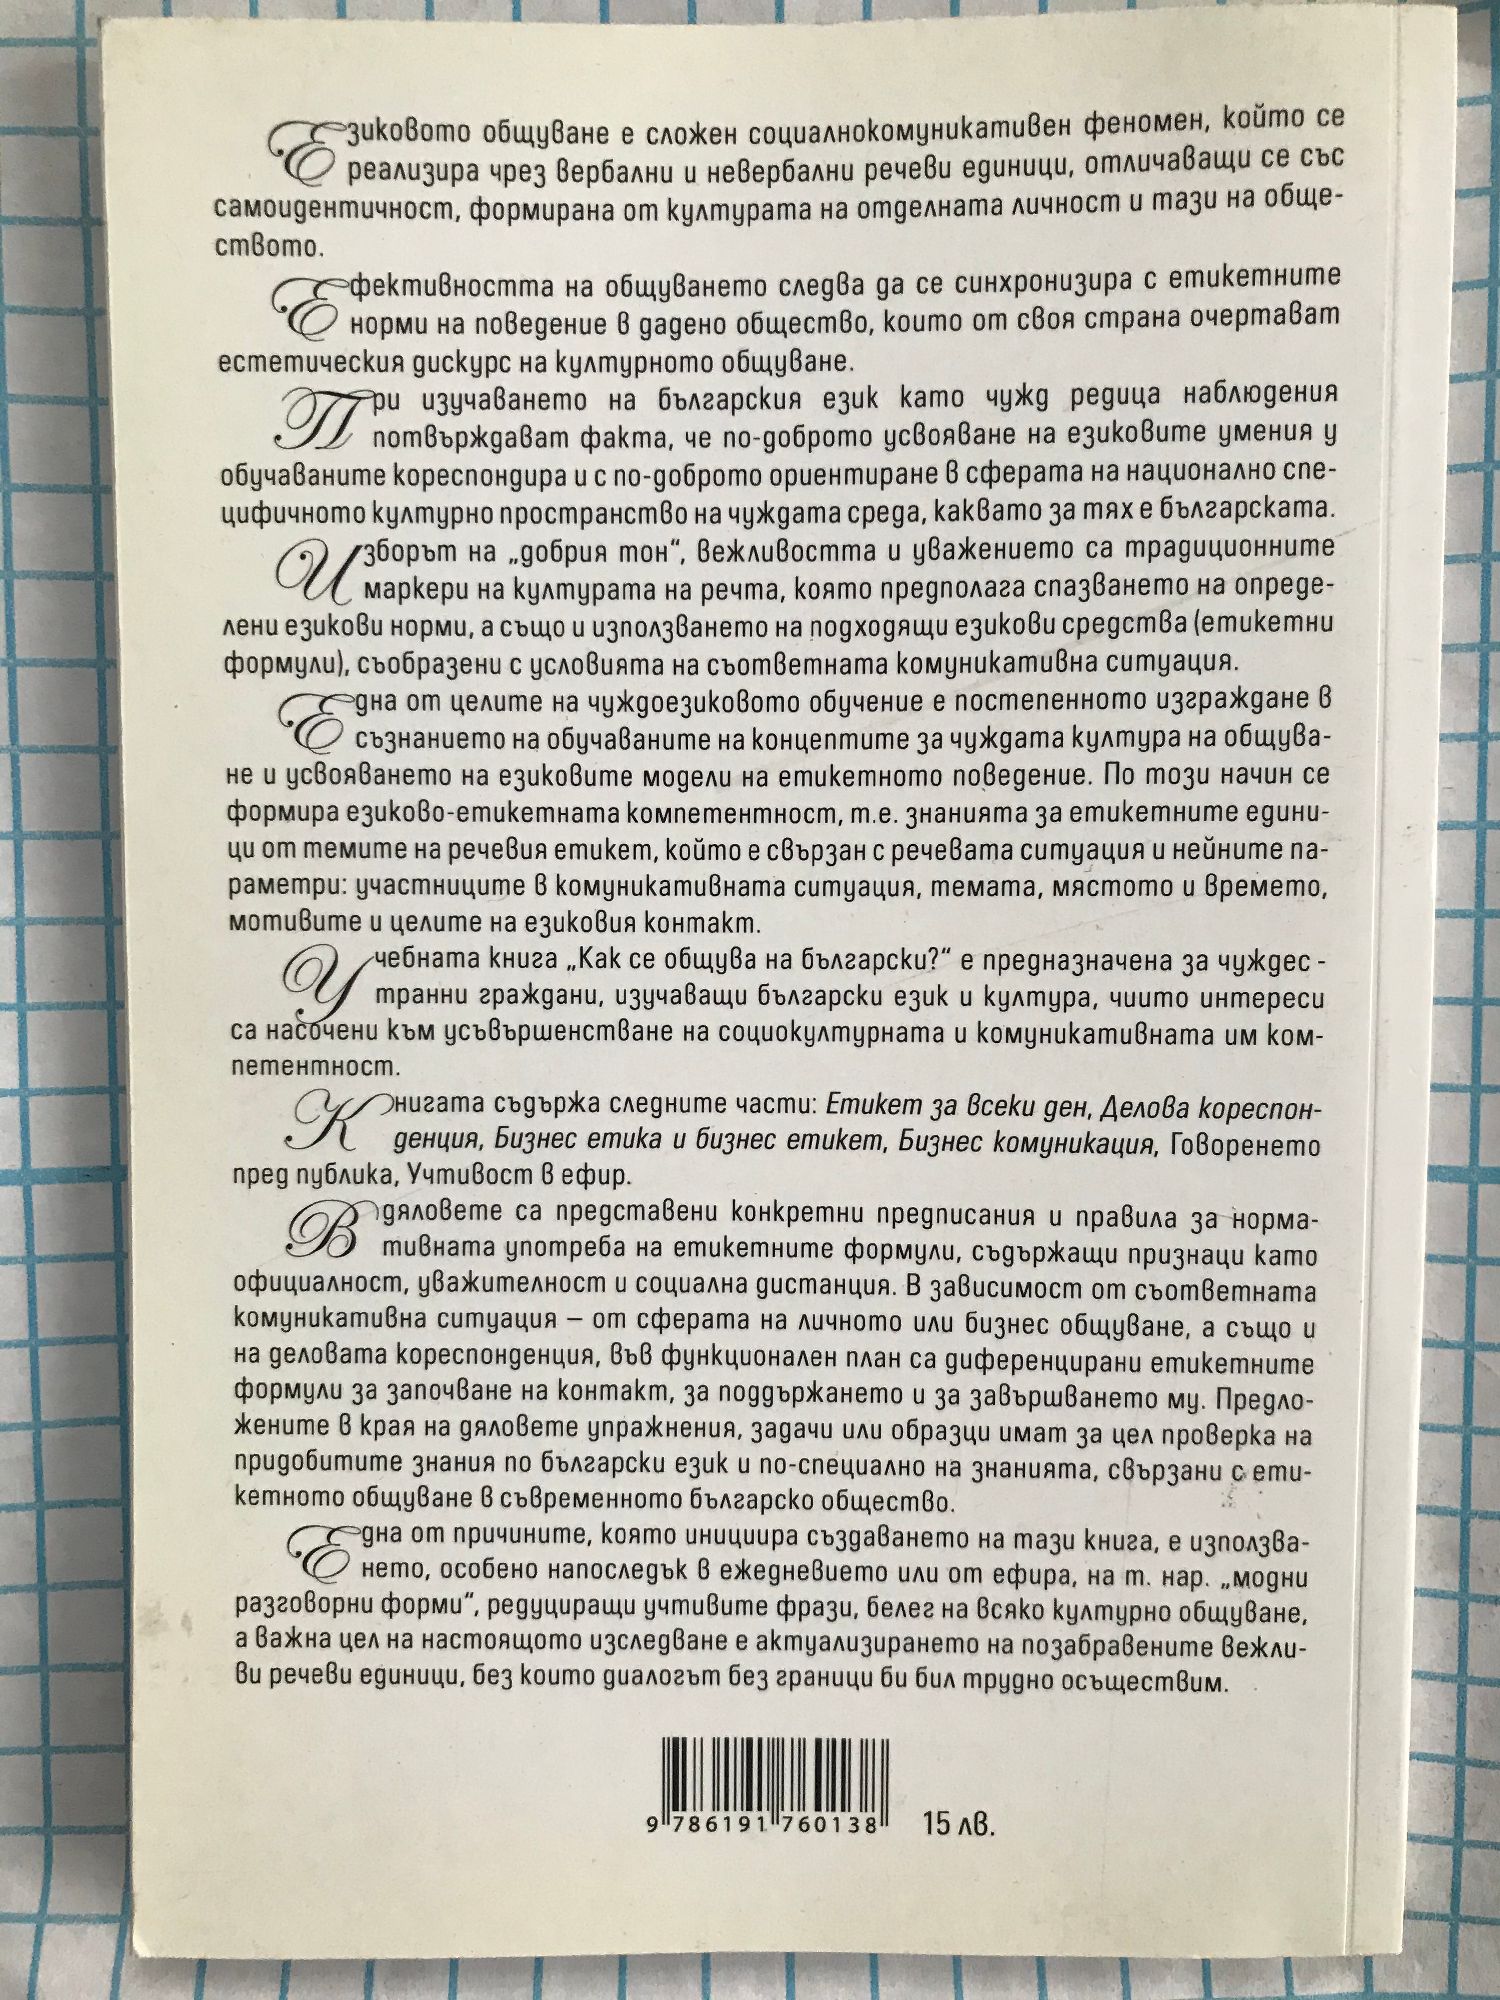 Езиковото общуване е сложен социалнокомуникативен феномен, който се
реализира чрез вербални и невербални речеви единици, отличаващи се със
самоидентичност, формирана от културата на отделната личност и тази на обще-
ството.
Ефективността на общуването следва да се синхронизира с етикетните
норми на поведение в дадено общество, които от своя страна очертават
естетическия дискурс на културното общуване.
При изучаването на българския език като чужд редица наблюдения
потвърждават факта, че по-доброто усвояване на езиковите умения у
обучаваните кореспондира и с по-доброто ориентиране в сферата на национално спе-
цифичното културно пространство на чуждата среда, каквато за тях е българската.
Изборът на „добрия тон“, вежливостта и уважението са традиционните
маркери на културата на речта, която предполага спазването на опреде-
лени езикови норми, а също и използването на подходящи езикови средства (етикетни
формули), съобразени с условията на съответната комуникативна ситуация.
Една от целите на чуждоезиковото обучение е постепенното изграждане в
съзнанието на обучаваните на концептите за чуждата култура на общува-
не и усвояването на езиковите модели на етикетното поведение. По този начин се
формира езиково-етикетната компетентност, т.е. знанията за етикетните едини-
ци от темите на речевия етикет, който е свързан с речевата ситуация и нейните па-
раметри: участниците в комуникативната ситуация, темата, мястото и времето,
мотивите и целите на езиковия контакт.
Учебната книга „Как се общува на български?“ е предназначена за чуждес -
транни граждани, изучаващи български език и култура, чиито интереси
са насочени към усъвършенстване на социокултурната и комуникативната им ком-
петентност.
Книгата съдържа следните части: Етикет за всеки ден, Делова кореспон-
денция, Бизнес етика и бизнес етикет, Бизнес комуникация, Говоренето
пред публика, Учтивост в ефир.
В дяловете са представени конкретни предписания и правила за норма-
тивната употреба на етикетните формули, съдържащи признаци като
официалност, уважителност и социална дистанция. В зависимост от съответната
комуникативна ситуация – от сферата на личното или бизнес общуване, а също и
на деловата кореспонденция, във функционален план са диференцирани етикетните
формули за започване на контакт, за поддържането и за завършването му. Предло-
жените в края на дяловете упражнения, задачи или образци имат за цел проверка на
придобитите знания по български език и по-специално на знанията, свързани с ети-
кетното общуване в съвременното българско общество.
Една от причините, която инициира създаването на тази книга, е използва-
нето, особено напоследък в ежедневието или от ефира, на т. нар. „модни
разговорни форми“, редуциращи учтивите фрази, белег на всяко културно общуване,
а важна цел на настоящото изследване е актуализирането на позабравените вежли-
ви речеви единици, без които диалогът без граници би бил трудно осъществим.
9 786191 760138 15 лв.